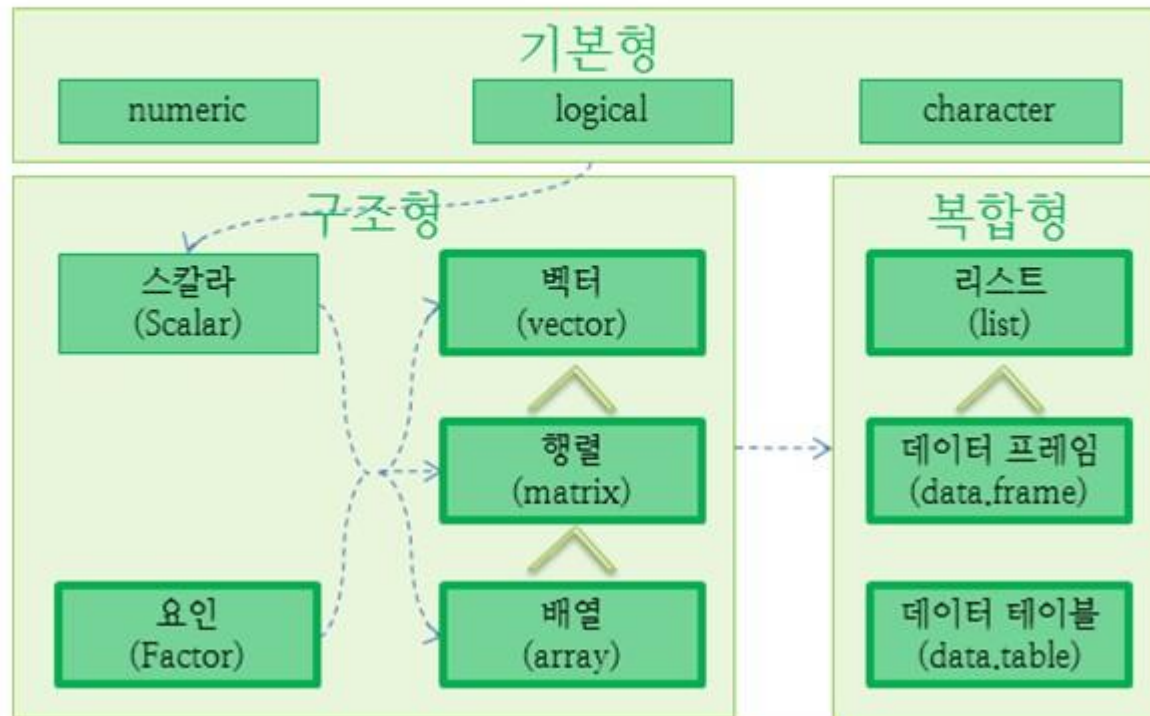 기본형
numeric
logical
character
구조형
스칼라
(Scalar)
벡터
(vector)
행렬
(matrix)
요인
(Factor)
배열
(array)
복합형
리스트
(list)
데이터 프레임
(data.frame)
데이터 테이블
(data.table)